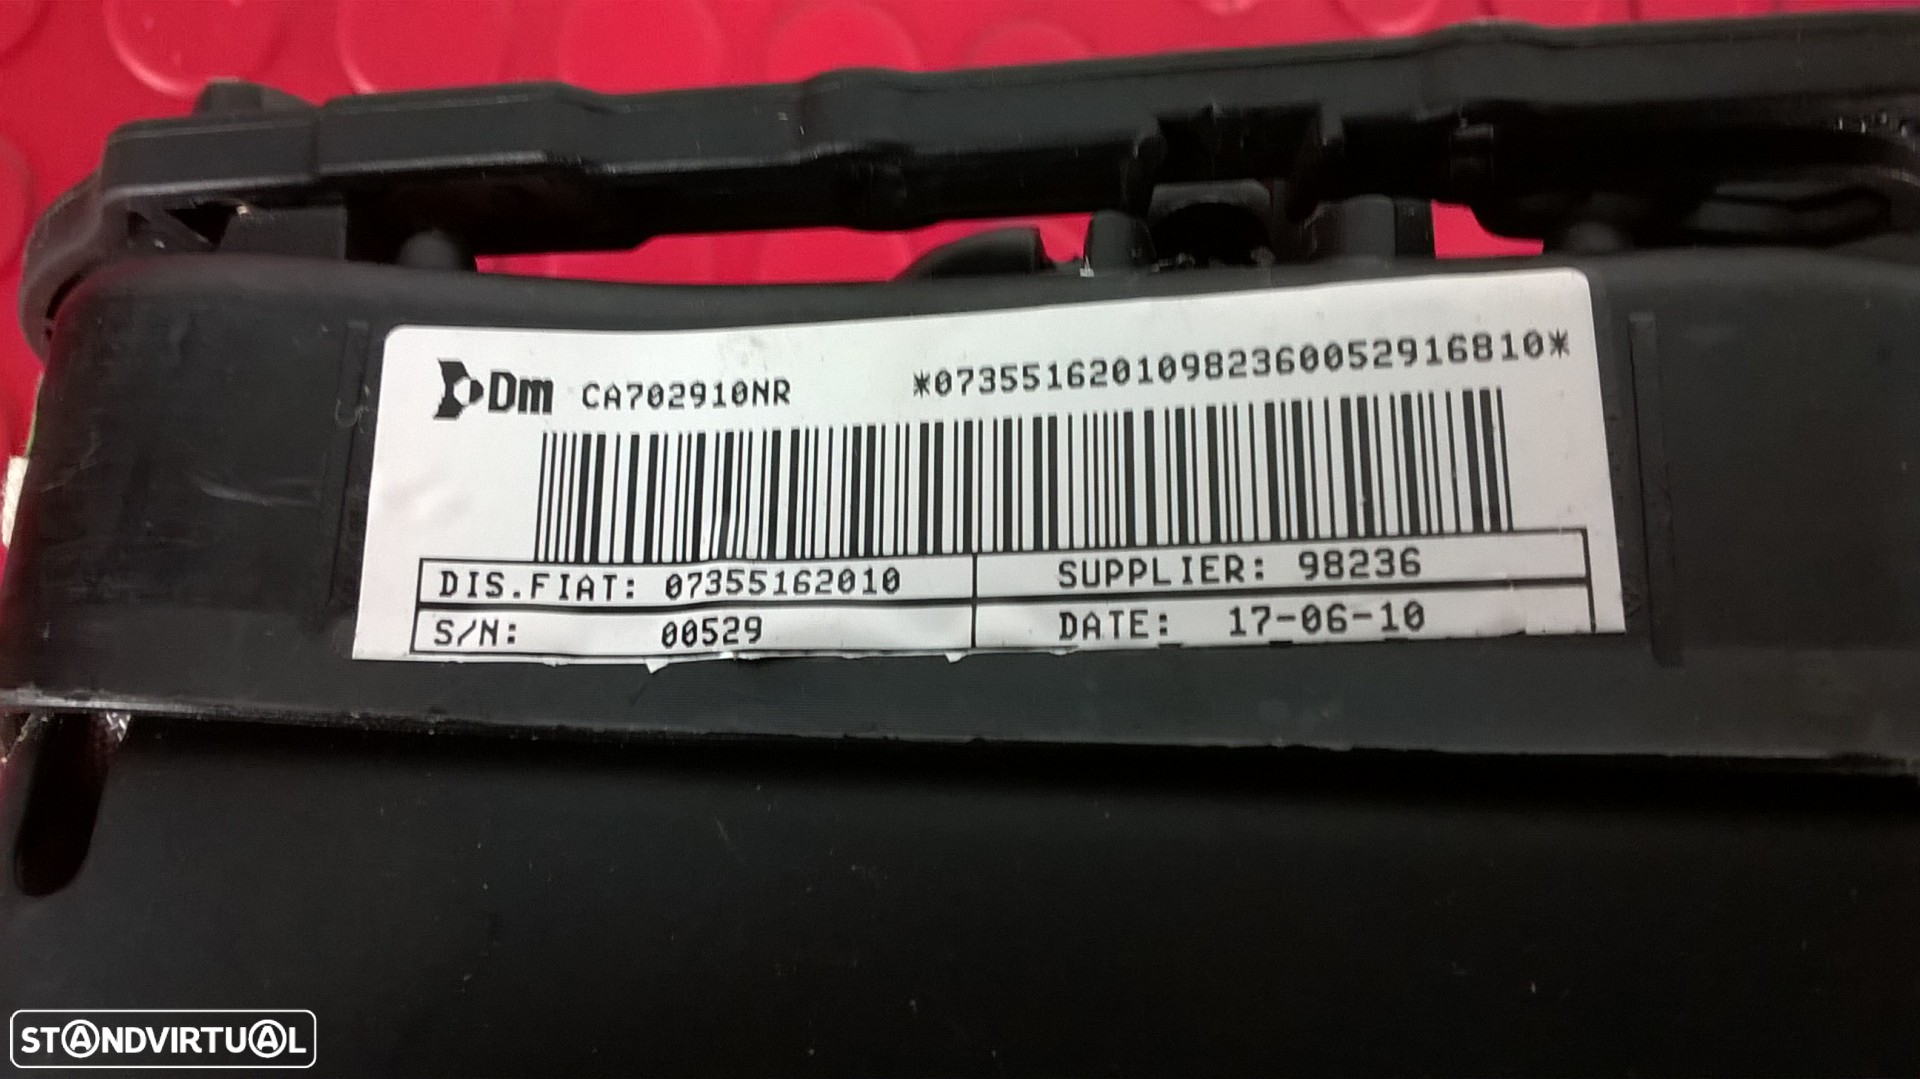 Dm CA702910NR *07355162010982360052916810*
DIS.FIAT: 07355162010 SUPPLIER: 98236
S/N: 00529 DATE: 17-06-10
STANDVIRTUAL